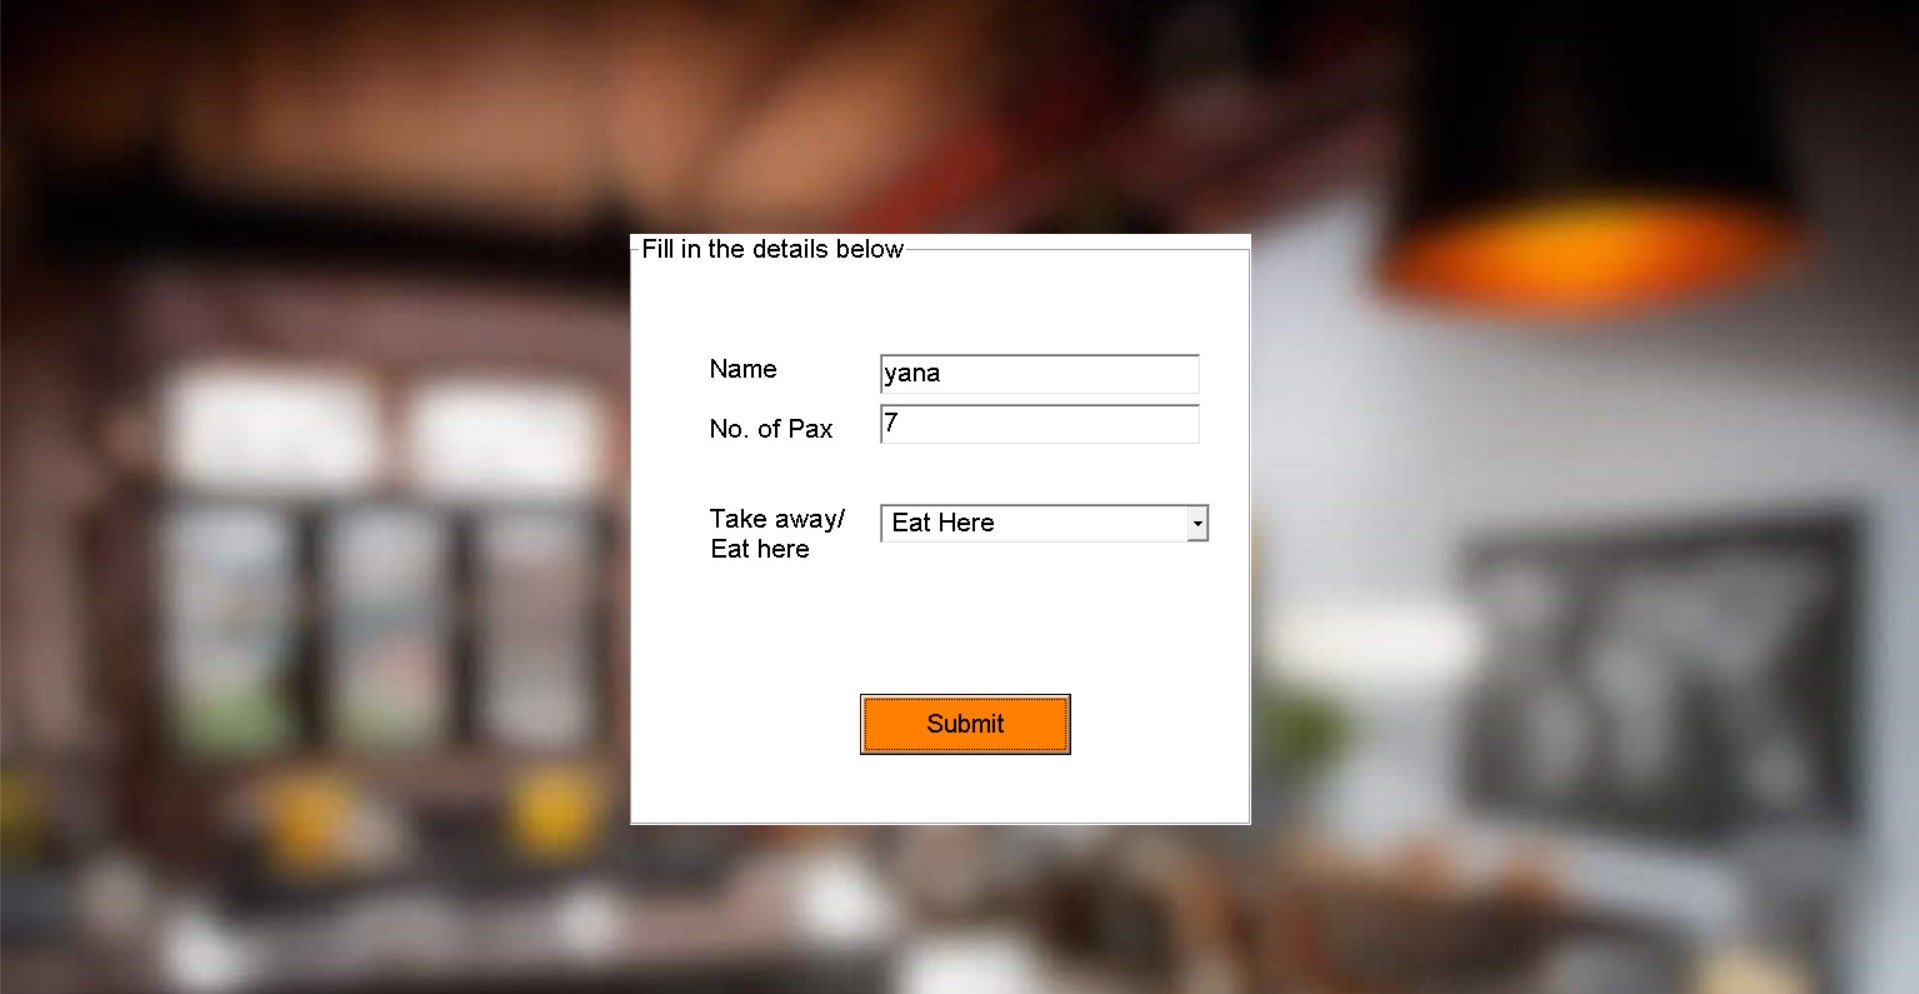 Fill in the details below
Name
yana
No. of Pax
7
Take away/
Eat here
Eat Here
Submit